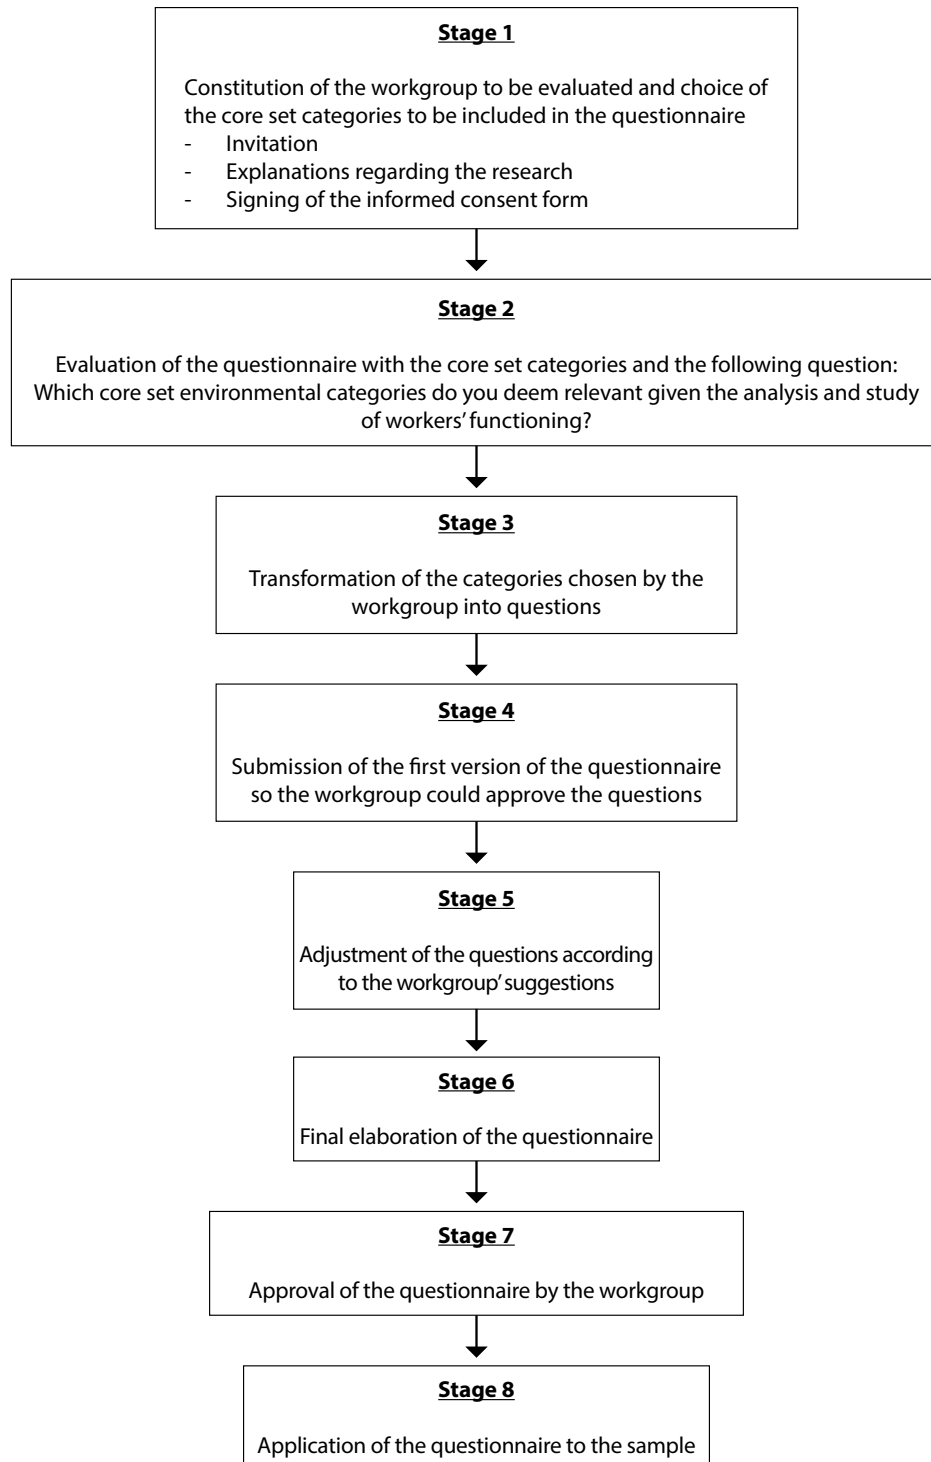 Stage 1
Constitution of the workgroup to be evaluated and choice of
the core set categories to be included in the questionnaire
- Invitation
- Explanations regarding the research
- Signing of the informed consent form
Stage 2
Evaluation of the questionnaire with the core set categories and the following question:
Which core set environmental categories do you deem relevant given the analysis and study
of workers’ functioning?
Stage 3
Transformation of the categories chosen by the
workgroup into questions
Stage 4
Submission of the first version of the questionnaire
so the workgroup could approve the questions
Stage 5
Adjustment of the questions according
to the workgroup’ suggestions
Stage 6
Final elaboration of the questionnaire
Stage 7
Approval of the questionnaire by the workgroup
Stage 8
Application of the questionnaire to the sample